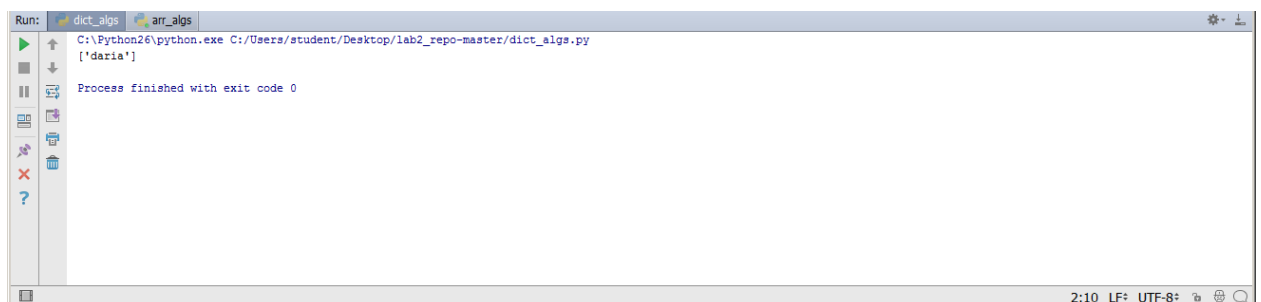 Run: dict_algs arr_algs
C:\Python26\python.exe C:/Users/student/Desktop/lab2_repo-master/dict_algs.py
['daria']
Process finished with exit code 0
2:10 LF UTF-8